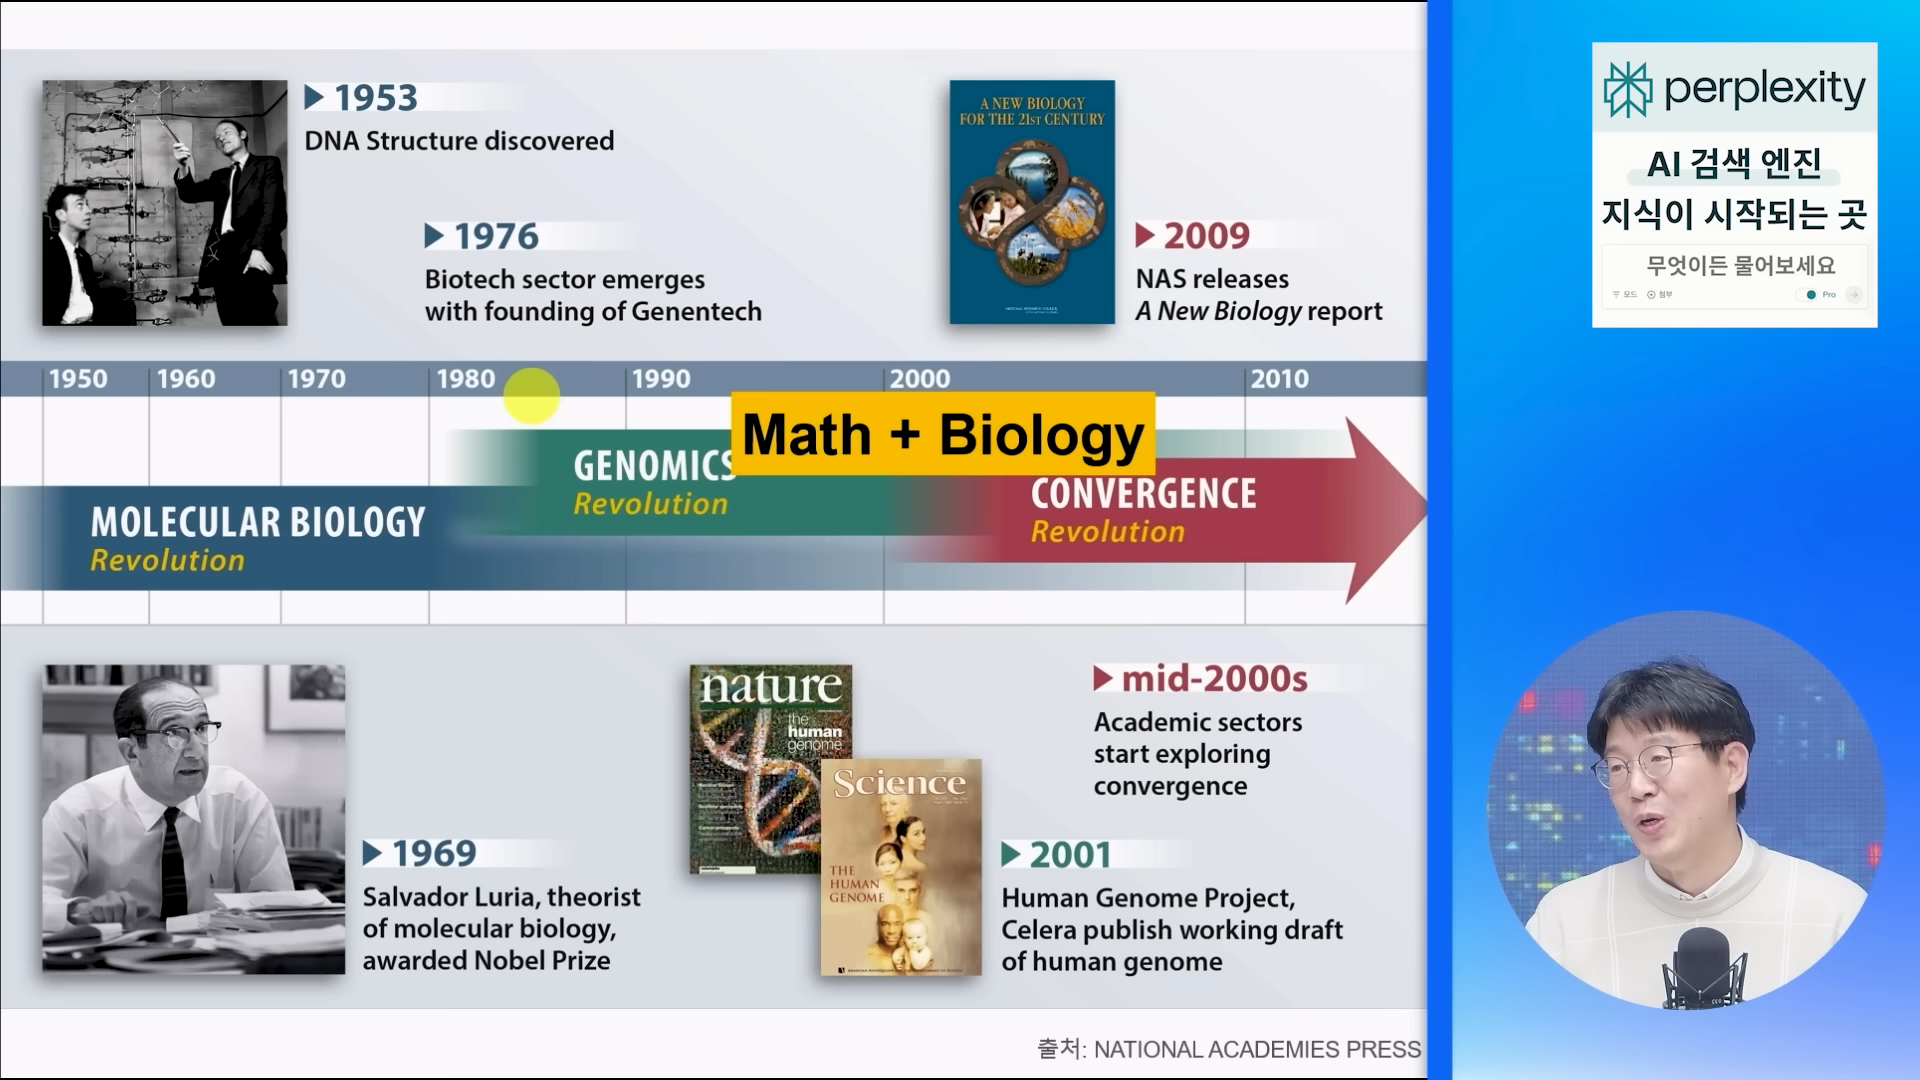 1953
DNA Structure discovered
1976
Biotech sector emerges
with founding of Genentech
A NEW BIOLOGY
FOR THE 21ST CENTURY
2009
NAS releases
A New Biology report
1950 1960 1970 1980 1990 2000 2010
Math + Biology
GENOMICS
Revolution
MOLECULAR BIOLOGY
Revolution
CONVERGENCE
Revolution
1969
Salvador Luria, theorist
of molecular biology,
awarded Nobel Prize
nature
the
human
genome
Science
THE
HUMAN
GENOME
mid-2000s
Academic sectors
start exploring
convergence
2001
Human Genome Project,
Celera publish working draft
of human genome
출처: NATIONAL ACADEMIES PRESS
perplexity
AI 검색 엔진
지식이 시작되는 곳
무엇이든 물어보세요
모드 첨부 Pro